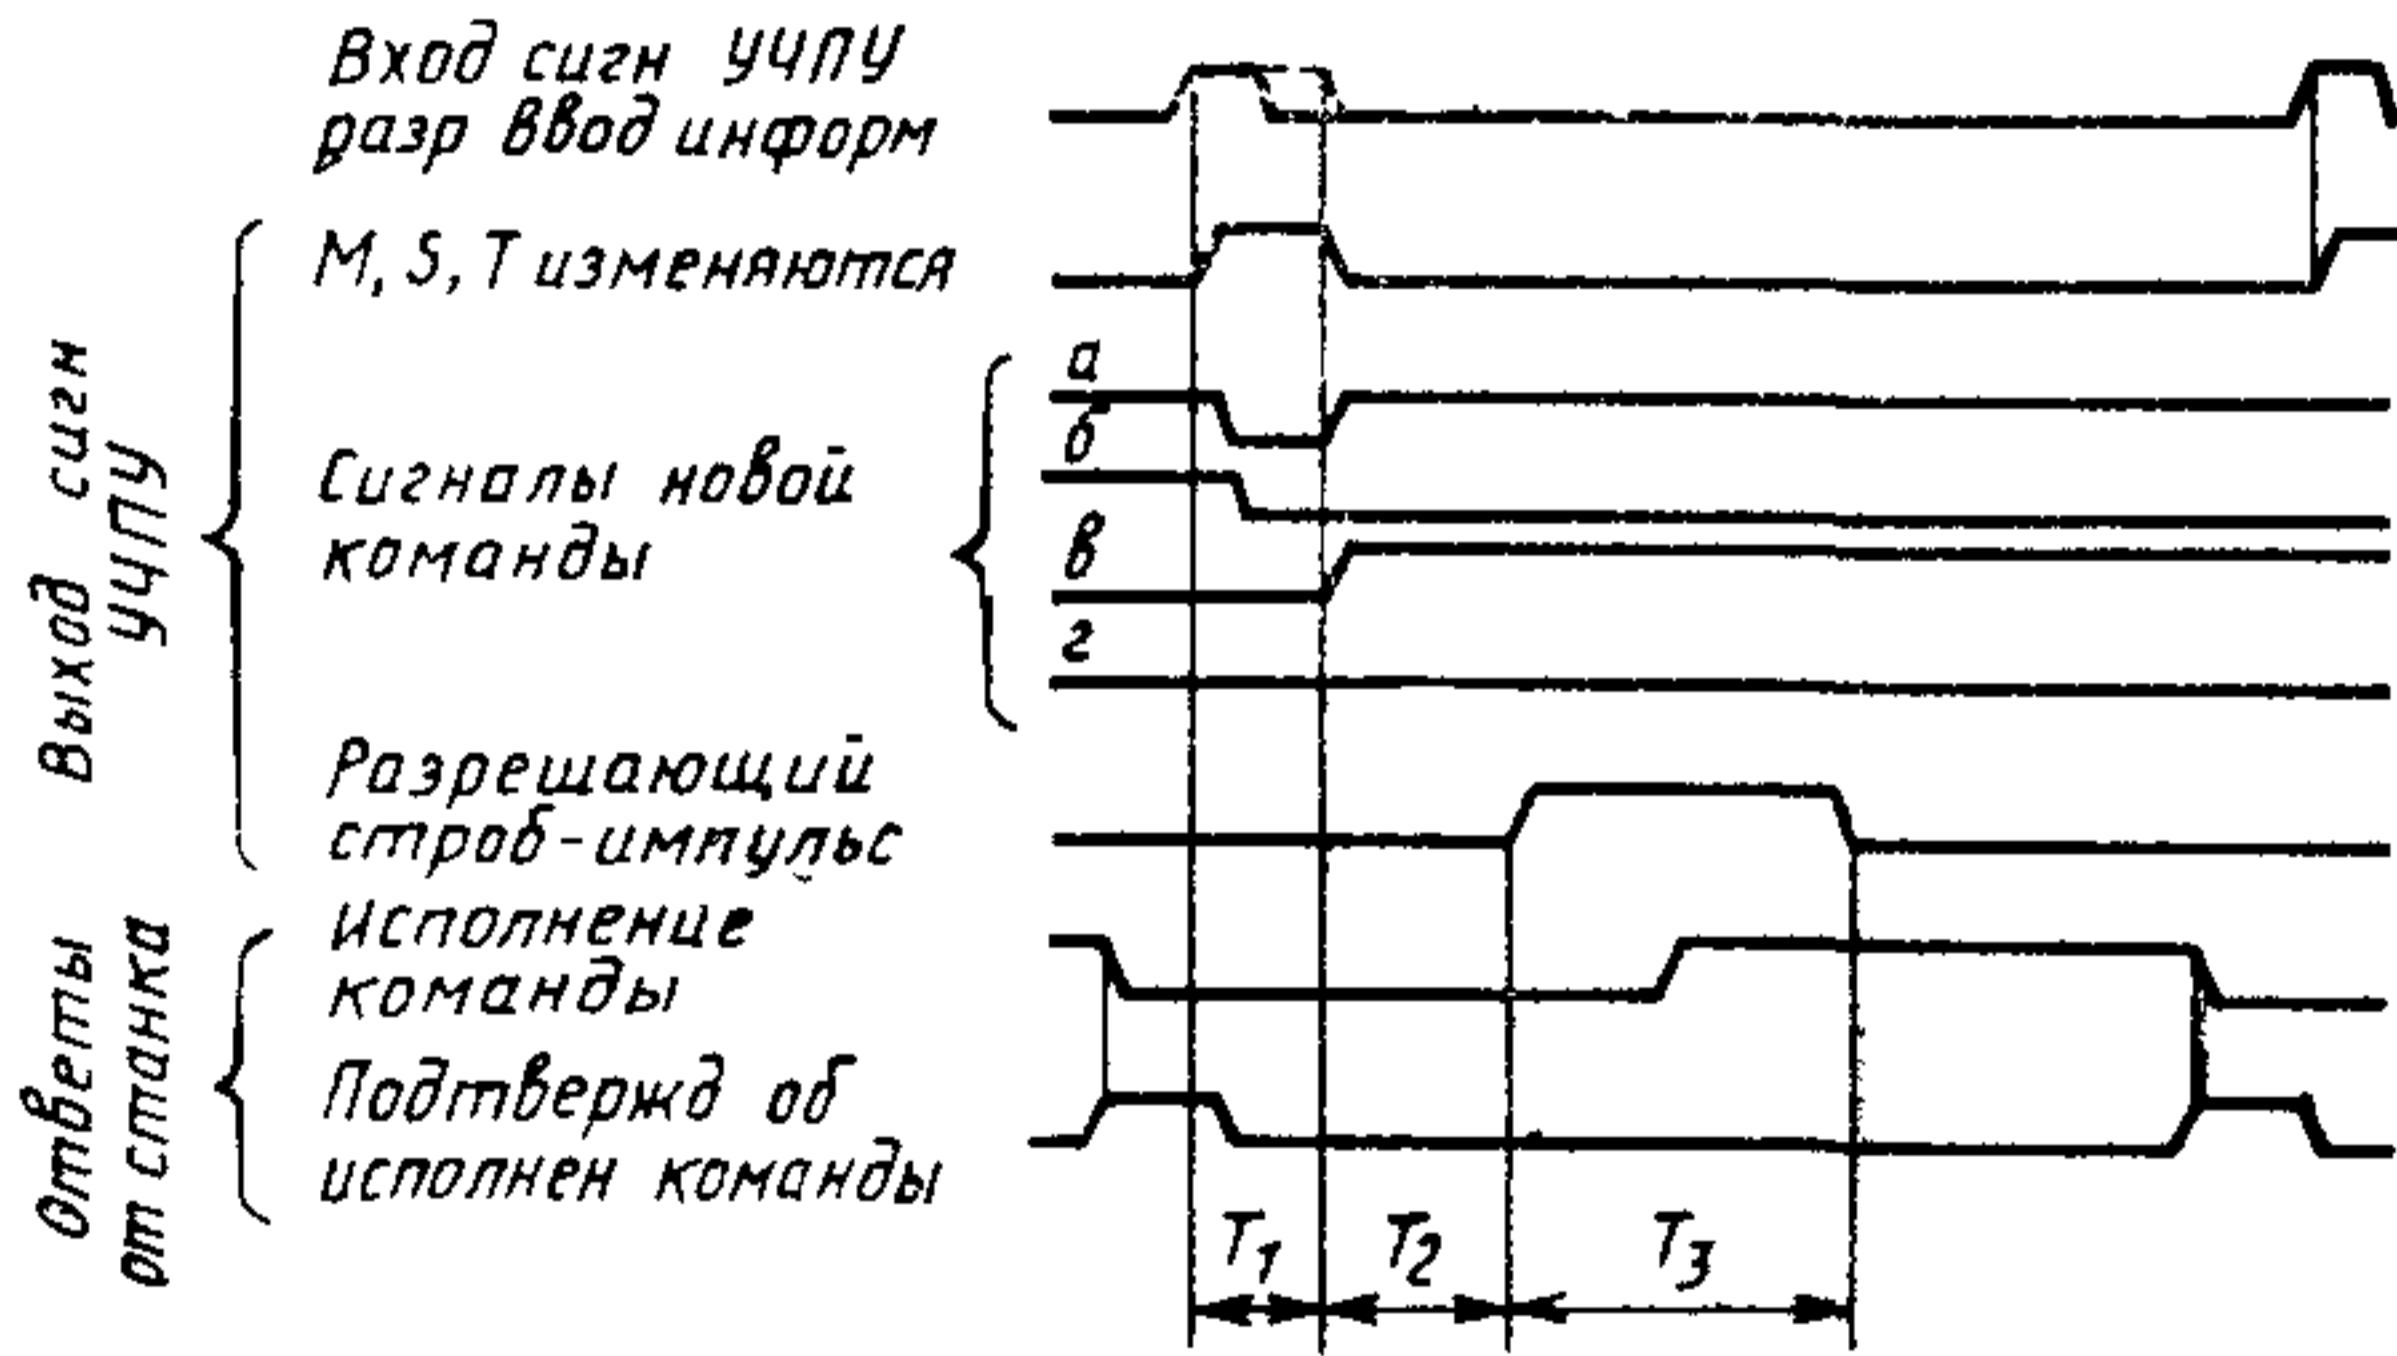 Вход сигн УЧПУ
разр ввод информ
М, S, Т изменяются
Выход сигн
УЧПУ
Сигналы новой
команды
а
б
в
г
Разрешающий
строб-импульс
Ответы
от станка
Исполнение
команды
Подтвержд об
исполнен команды
T1
T2
T3